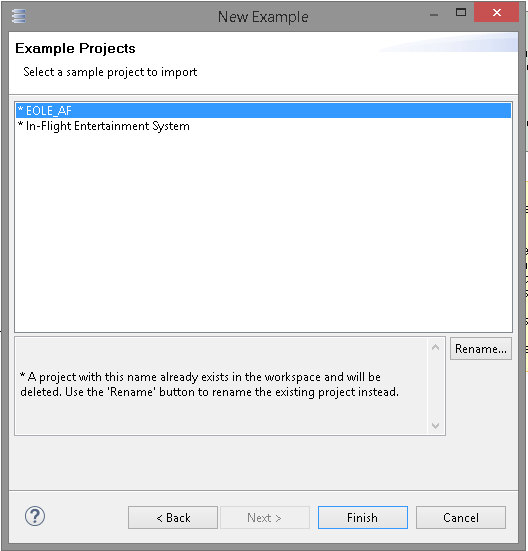 New Example
Example Projects
Select a sample project to import
* EOLE_AF
* In-Flight Entertainment System
* A project with this name already exists in the workspace and will be
deleted. Use the 'Rename' button to rename the existing project instead.
Rename...
?
< Back
Next >
Finish
Cancel